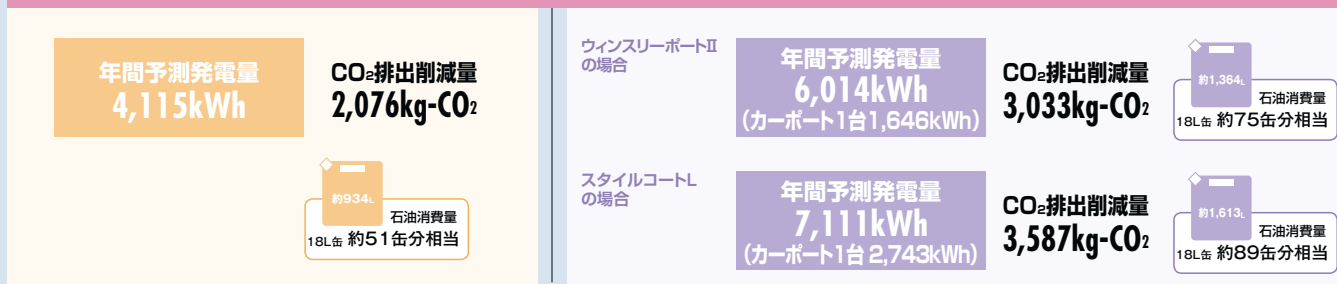 年間予測発電量
4,115kWh
CO₂排出削減量
2,076kg-CO₂
約934L
石油消費量
18L缶 約51缶分相当
ウィンスリーポートⅡ
の場合
年間予測発電量
6,014kWh
(カーポート1台1,646kWh)
CO₂排出削減量
3,033kg-CO₂
約1,364L
石油消費量
18L缶 約75缶分相当
スタイルコートL
の場合
年間予測発電量
7,111kWh
(カーポート1台 2,743kWh)
CO₂排出削減量
3,587kg-CO₂
約1,613L
石油消費量
18L缶 約89缶分相当